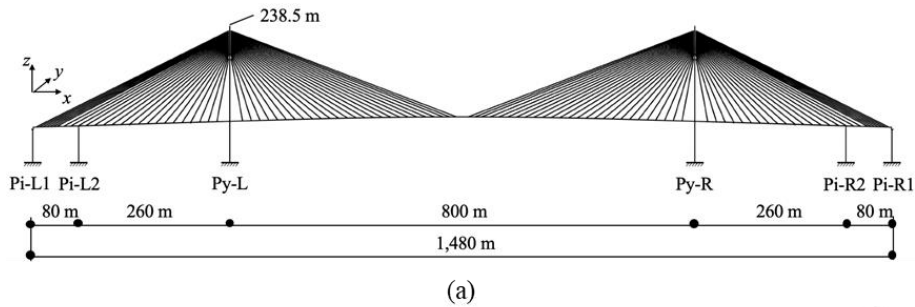 238.5 m
z
y
x
Pi-L1 Pi-L2 Py-L Py-R Pi-R2 Pi-R1
80 m 260 m 800 m 260 m 80 m
1,480 m
(a)